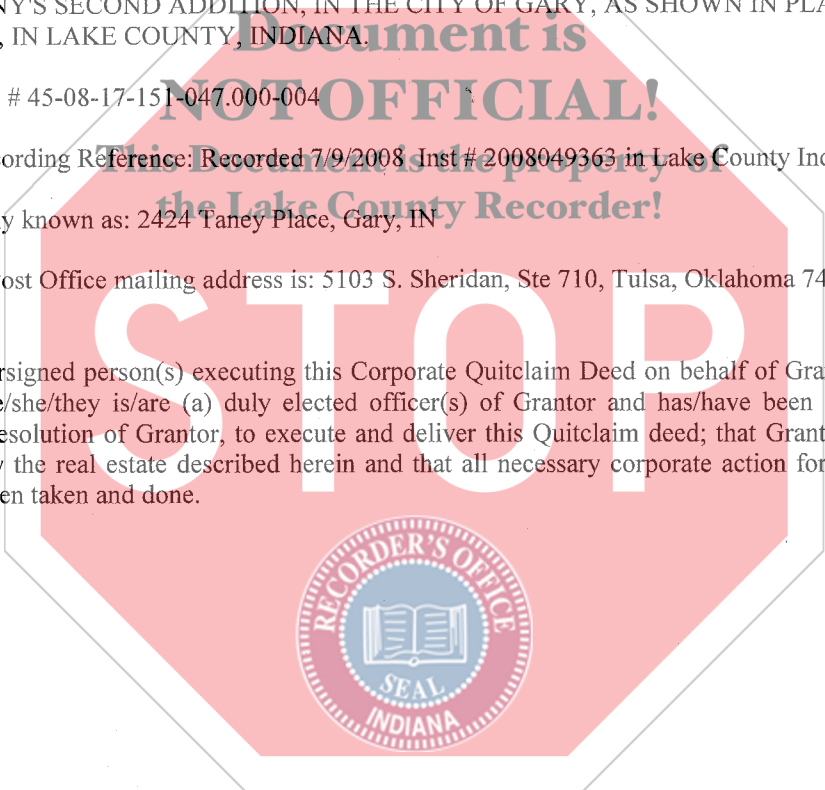 NY'S SECOND ADDITION, IN THE CITY OF GARY, AS SHOWN IN PLA
, IN LAKE COUNTY, INDIANA.
Document is
NOT OFFICIAL!
This Document is the property of
the Lake County Recorder!
# 45-08-17-151-047.000-004
ording Reference: Recorded 7/9/2008 Inst # 2008049363 in Lake County Ind
y known as: 2424 Taney Place, Gary, IN
ost Office mailing address is: 5103 S. Sheridan, Ste 710, Tulsa, Oklahoma 74
STOP
rsigned person(s) executing this Corporate Quitclaim Deed on behalf of Gra
e/she/they is/are (a) duly elected officer(s) of Grantor and has/have been
esolution of Grantor, to execute and deliver this Quitclaim deed; that Grant
y the real estate described herein and that all necessary corporate action for
en taken and done.
RECORDER'S OFFICE
SEAL
INDIANA